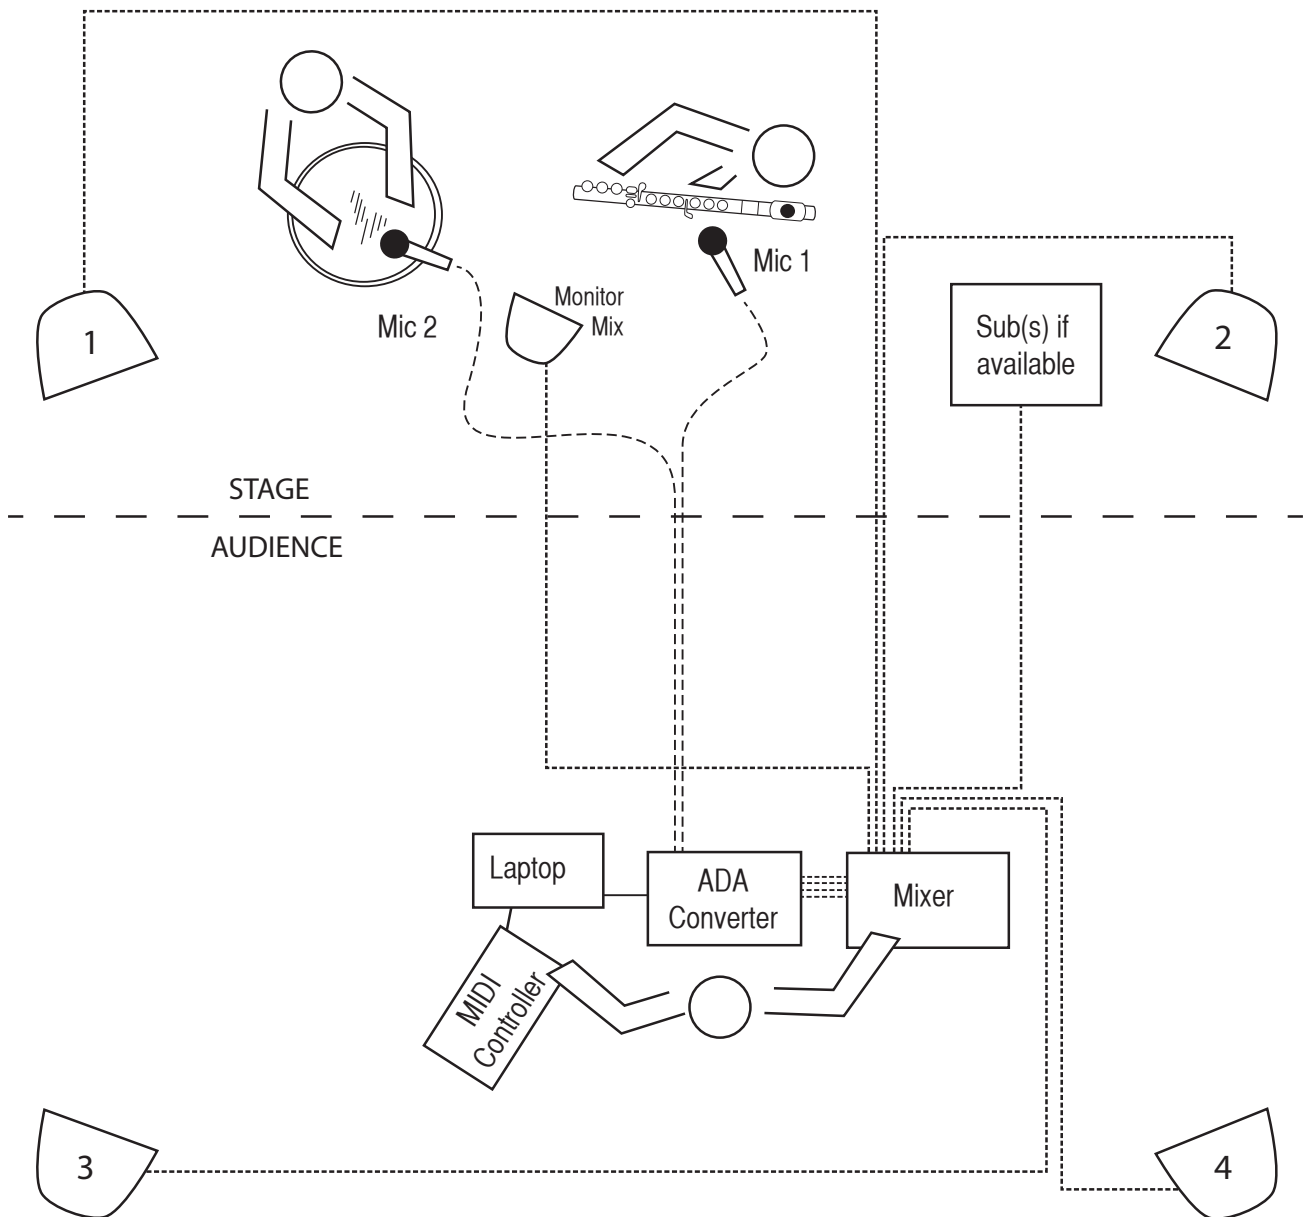 Mic 1
Monitor
Mix
Mic 2
1
Sub(s) if
available
2
STAGE
AUDIENCE
Laptop
ADA
Converter
Mixer
MIDI
Controller
3
4